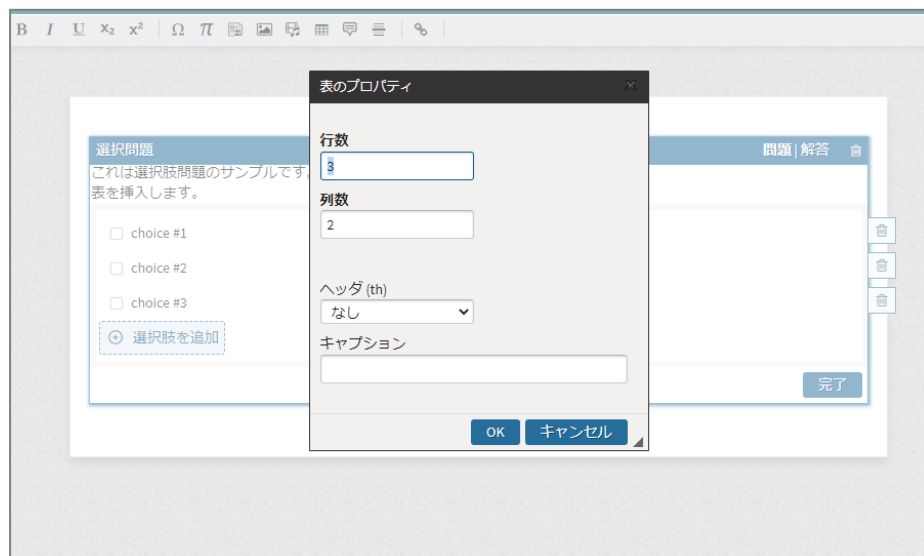 B I U x₂ x² Ω π
表のプロパティ
選択問題
問題|解答
これは選択肢問題のサンプルです
表を挿入します。
行数
3
列数
2
choice #1
choice #2
choice #3
選択肢を追加
ヘッダ (th)
なし
キャプション
完了
OK キャンセル